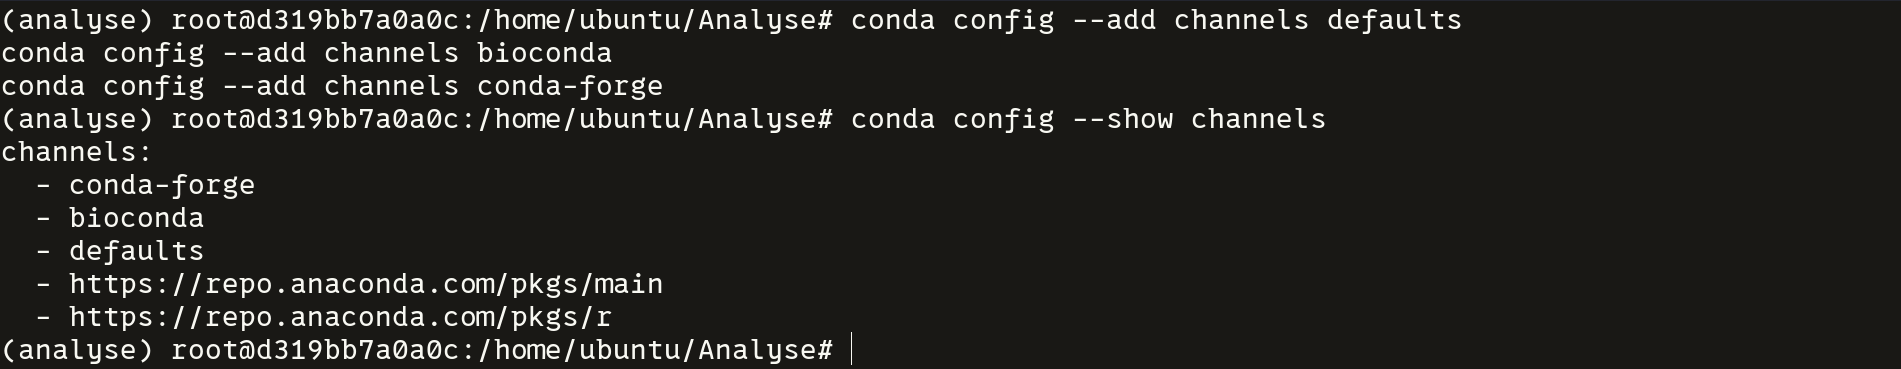 (analyse) root@d319bb7a0a0c:/home/ubuntu/Analyse# conda config --add channels defaults
conda config --add channels bioconda
conda config --add channels conda-forge
(analyse) root@d319bb7a0a0c:/home/ubuntu/Analyse# conda config --show channels
channels:
  - conda-forge
  - bioconda
  - defaults
  - https://repo.anaconda.com/pkgs/main
  - https://repo.anaconda.com/pkgs/r
(analyse) root@d319bb7a0a0c:/home/ubuntu/Analyse#